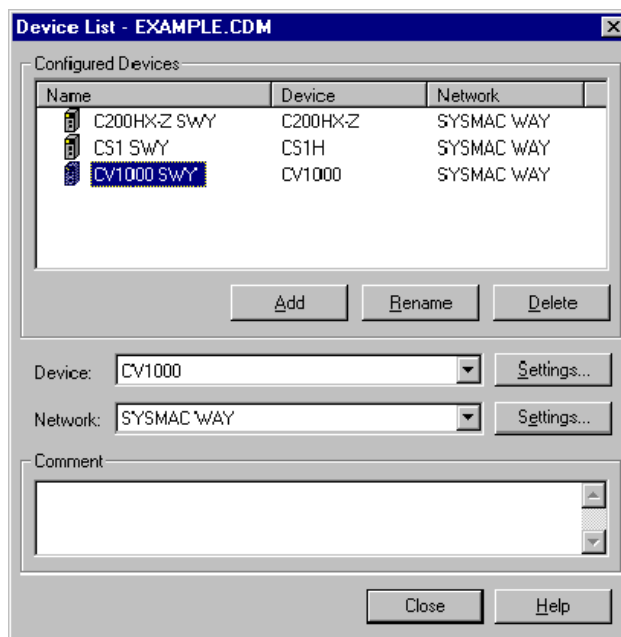 Device List - EXAMPLE.CDM
Configured Devices
Name Device Network
C200HX-Z SWY C200HX-Z SYSMAC WAY
CS1 SWY CS1H SYSMAC WAY
CV1000 SWY CV1000 SYSMAC WAY
Add Rename Delete
Device: CV1000 Settings...
Network: SYSMAC WAY Settings...
Comment
Close Help